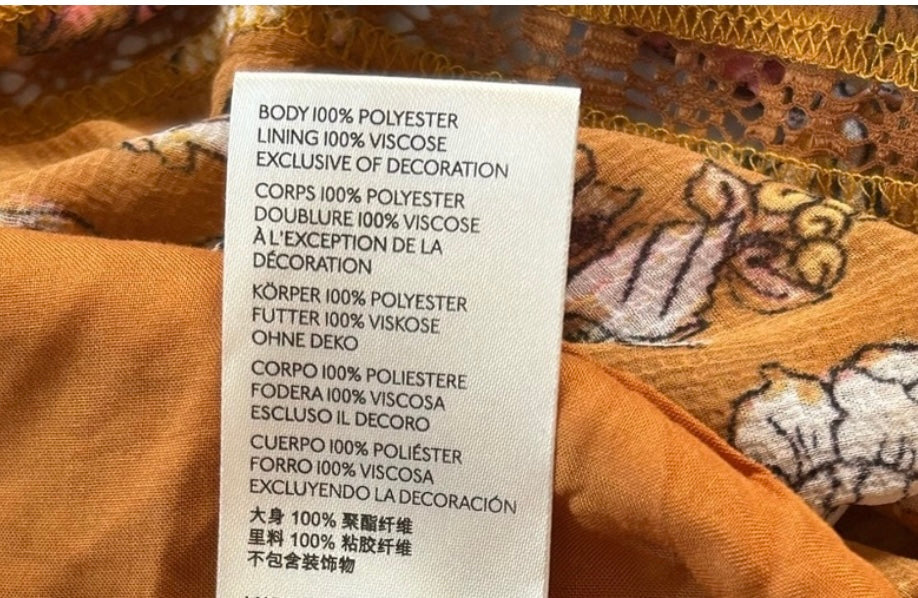 BODY 100% POLYESTER
LINING 100% VISCOSE
EXCLUSIVE OF DECORATION
CORPS 100% POLYESTER
DOUBLURE 100% VISCOSE
À L'EXCEPTION DE LA
DÉCORATION
KÖRPER 100% POLYESTER
FUTTER 100% VISKOSE
OHNE DEKO
CORPO 100% POLIESTERE
FODERA 100% VISCOSA
ESCLUSO IL DECORO
CUERPO 100% POLIÉSTER
FORRO 100% VISCOSA
EXCLUYENDO LA DECORACIÓN
大身 100% 聚酯纤维
里料 100% 粘胶纤维
不包含装饰物